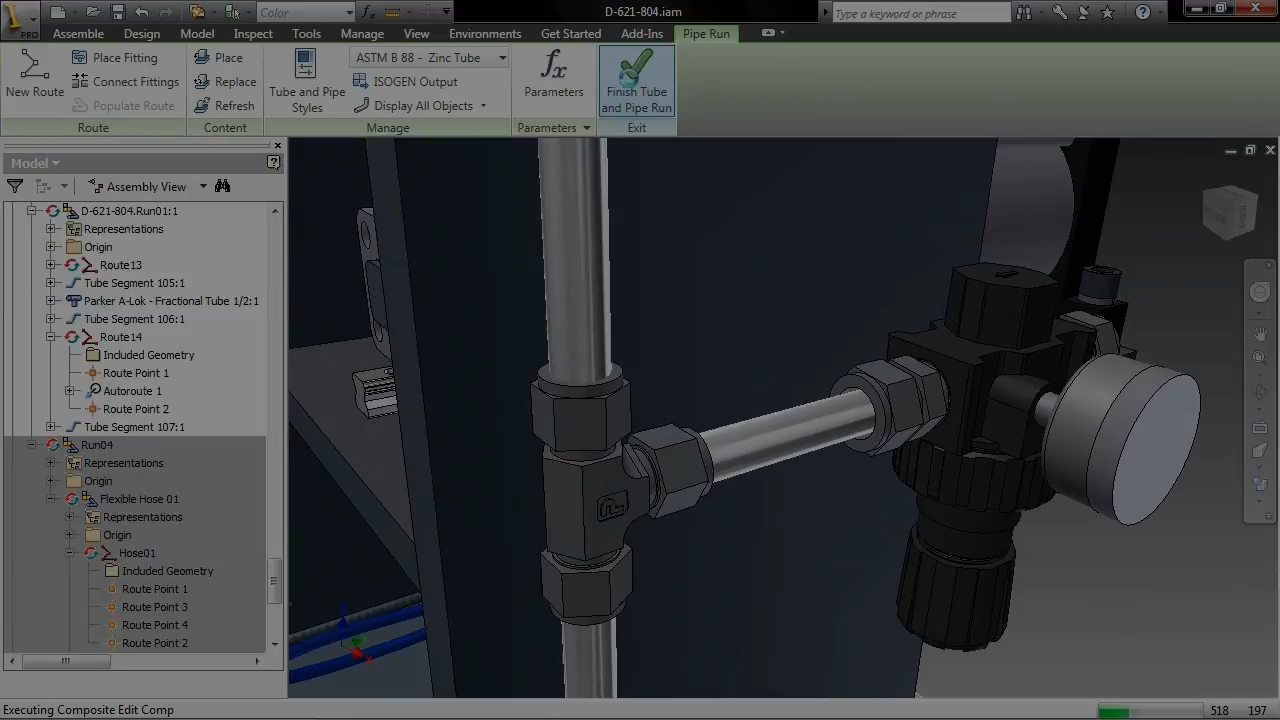 PRO
Color
D-621-804.iam
Type a keyword or phrase
Assemble
Design
Model
Inspect
Tools
Manage
View
Environments
Get Started
Add-Ins
Pipe Run
New Route
Place Fitting
Connect Fittings
Populate Route
Route
Place
Replace
Refresh
Content
Tube and Pipe
Styles
ASTM B 88 - Zinc Tube
ISOGEN Output
Display All Objects
Manage
Parameters
Parameters
Finish Tube
and Pipe Run
Exit
Model
Assembly View
D-621-804.Run01:1
Representations
Origin
Route13
Tube Segment 105:1
Parker A-Lok - Fractional Tube 1/2:1
Tube Segment 106:1
Route14
Included Geometry
Route Point 1
Autoroute 1
Route Point 2
Tube Segment 107:1
Run04
Representations
Origin
Flexible Hose 01
Representations
Origin
Hose01
Included Geometry
Route Point 1
Route Point 3
Route Point 4
Route Point 2
Executing Composite Edit Comp
518
197